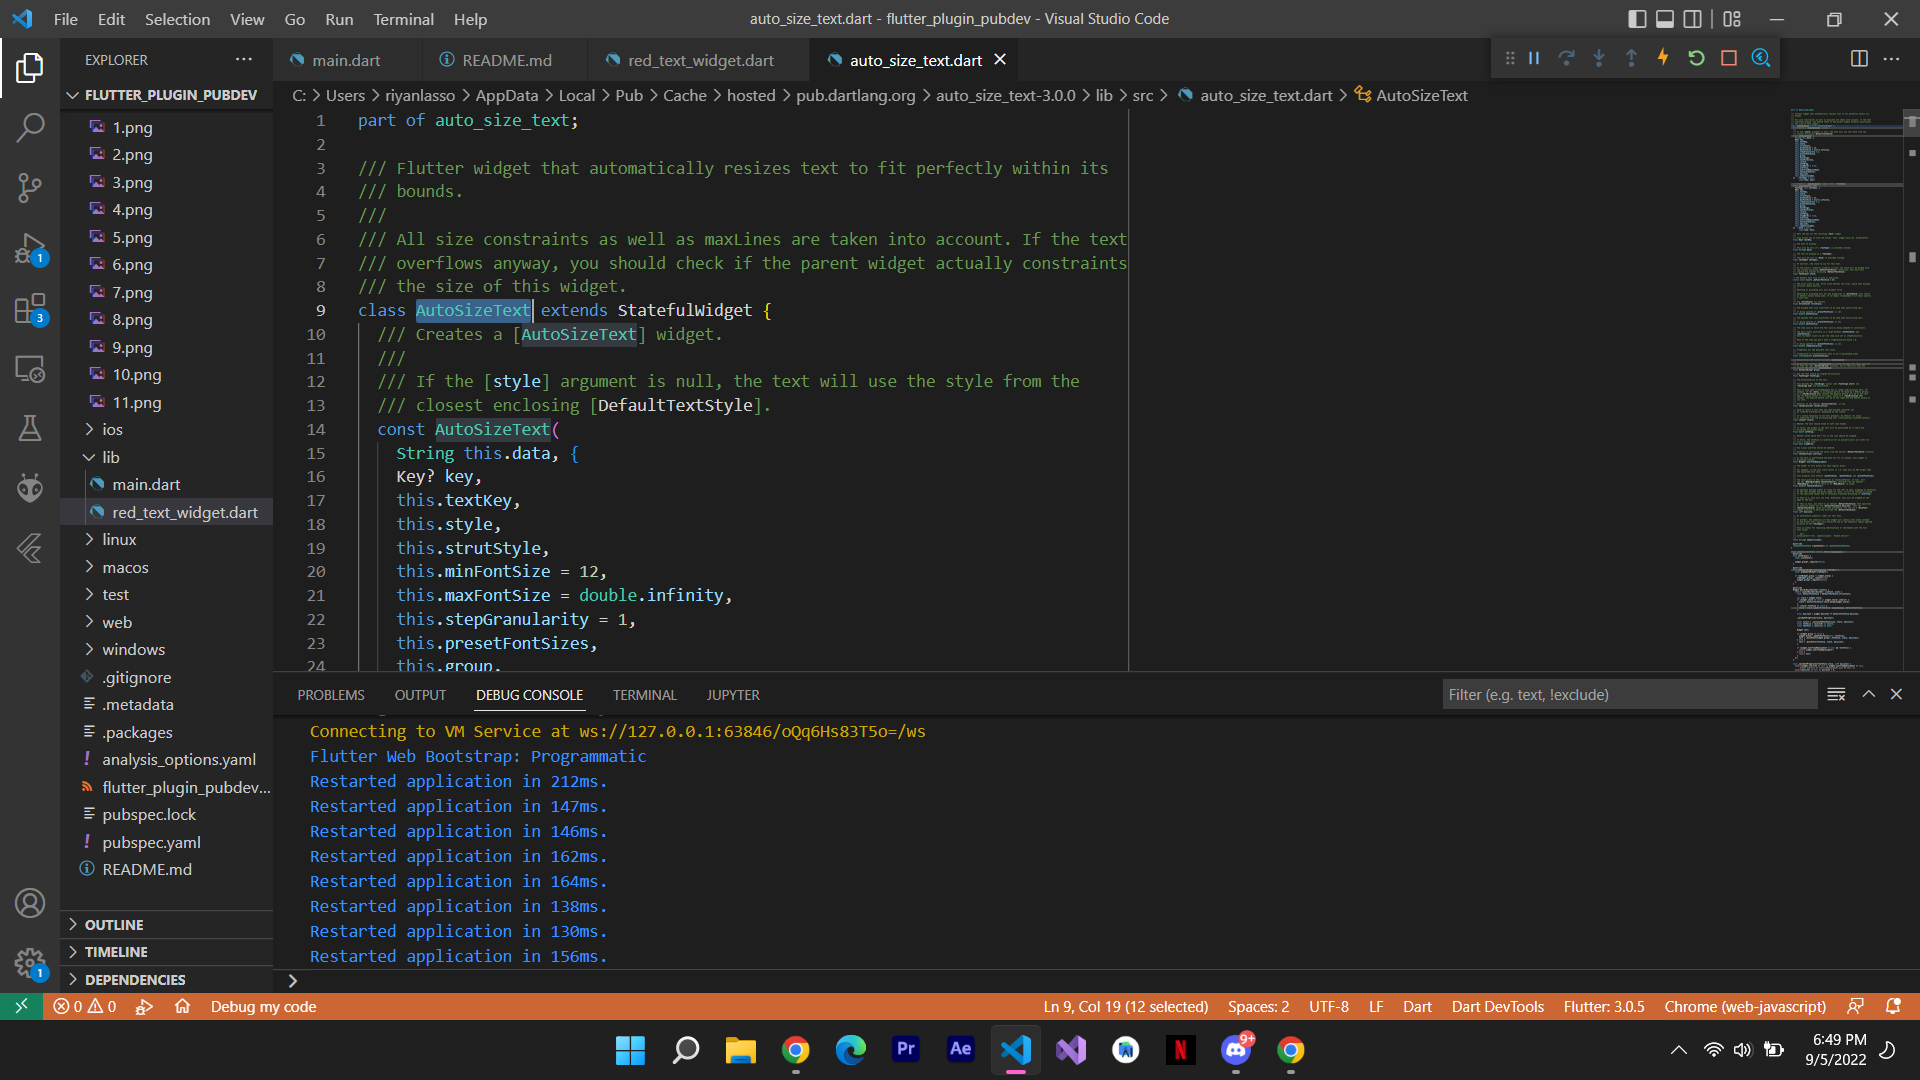 File Edit Selection View Go Run Terminal Help
auto_size_text.dart - flutter_plugin_pubdev - Visual Studio Code
EXPLORER
main.dart
README.md
red_text_widget.dart
auto_size_text.dart
FLUTTER_PLUGIN_PUBDEV
C: > Users > riyanlasso > AppData > Local > Pub > Cache > hosted > pub.dartlang.org > auto_size_text-3.0.0 > lib > src > auto_size_text.dart > AutoSizeText
1.png
2.png
3.png
4.png
5.png
6.png
7.png
8.png
9.png
10.png
11.png
ios
lib
main.dart
red_text_widget.dart
linux
macos
test
web
windows
.gitignore
.metadata
.packages
analysis_options.yaml
flutter_plugin_pubdev...
pubspec.lock
pubspec.yaml
README.md
OUTLINE
TIMELINE
DEPENDENCIES
1
3
1
1 part of auto_size_text;
2
3 /// Flutter widget that automatically resizes text to fit perfectly within its
4 /// bounds.
5 ///
6 /// All size constraints as well as maxLines are taken into account. If the text
7 /// overflows anyway, you should check if the parent widget actually constraints
8 /// the size of this widget.
9 class AutoSizeText extends StatefulWidget {
10 /// Creates a [AutoSizeText] widget.
11 ///
12 /// If the [style] argument is null, the text will use the style from the
13 /// closest enclosing [DefaultTextStyle].
14 const AutoSizeText(
15 String this.data, {
16 Key? key,
17 this.textKey,
18 this.style,
19 this.strutStyle,
20 this.minFontSize = 12,
21 this.maxFontSize = double.infinity,
22 this.stepGranularity = 1,
23 this.presetFontSizes,
24 this.group,
PROBLEMS OUTPUT DEBUG CONSOLE TERMINAL JUPYTER
Filter (e.g. text, !exclude)
Connecting to VM Service at ws://127.0.0.1:63846/oQq6Hs83T5o=/ws
Flutter Web Bootstrap: Programmatic
Restarted application in 212ms.
Restarted application in 147ms.
Restarted application in 146ms.
Restarted application in 162ms.
Restarted application in 164ms.
Restarted application in 138ms.
Restarted application in 130ms.
Restarted application in 156ms.
0 0 Debug my code
Ln 9, Col 19 (12 selected) Spaces: 2 UTF-8 LF Dart Dart DevTools Flutter: 3.0.5 Chrome (web-javascript)
Pr
Ae
N
9+
6:49 PM
9/5/2022